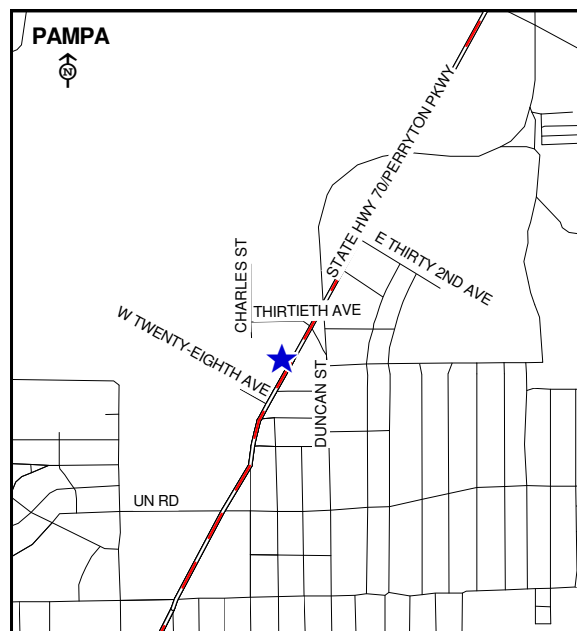 PAMPA
N
STATE HWY 70/PERRYTON PKWY
E THIRTY 2ND AVE
CHARLES ST
THIRTIETH AVE
W TWENTY-EIGHTH AVE
DUNCAN ST
UN RD